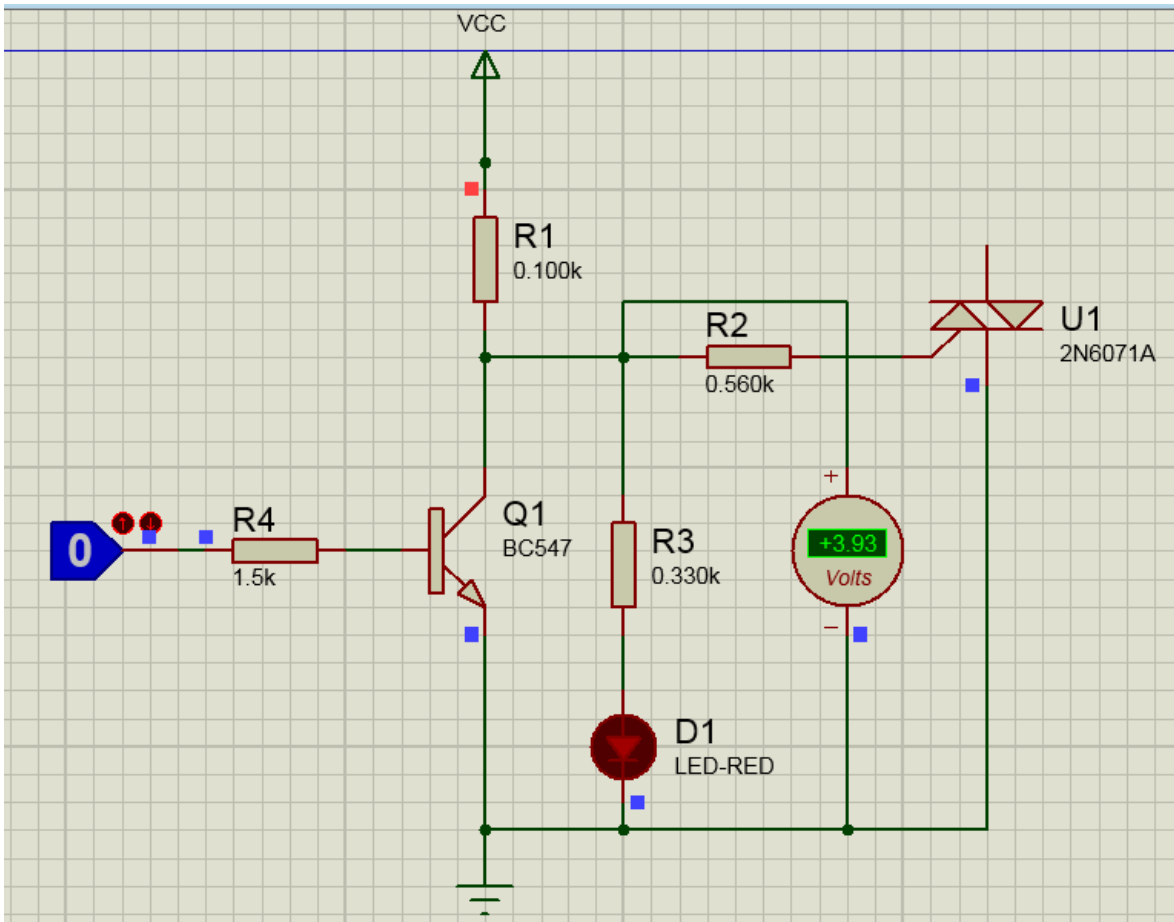 VCC
R1
0.100k
R2
0.560k
U1
2N6071A
0
R4
1.5k
Q1
BC547
R3
0.330k
+
+3.93
Volts
−
D1
LED-RED